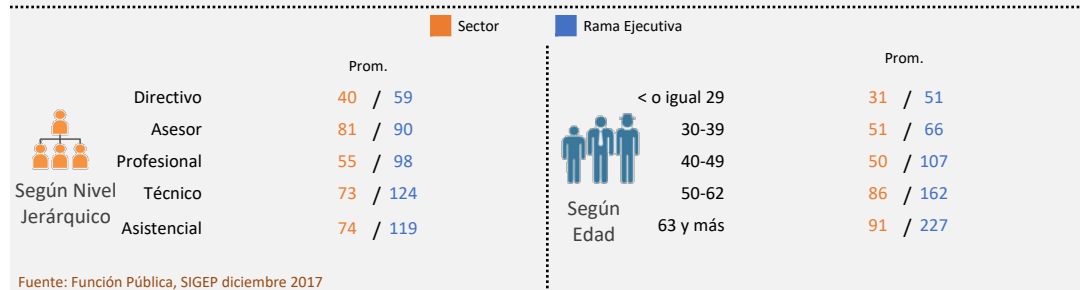 Sector Rama Ejecutiva
Prom.
Directivo 40 / 59
Asesor 81 / 90
Profesional 55 / 98
Técnico 73 / 124
Asistencial 74 / 119
Según Nivel
Jerárquico
Prom.
< o igual 29 31 / 51
30-39 51 / 66
40-49 50 / 107
50-62 86 / 162
63 y más 91 / 227
Según
Edad
Fuente: Función Pública, SIGEP diciembre 2017